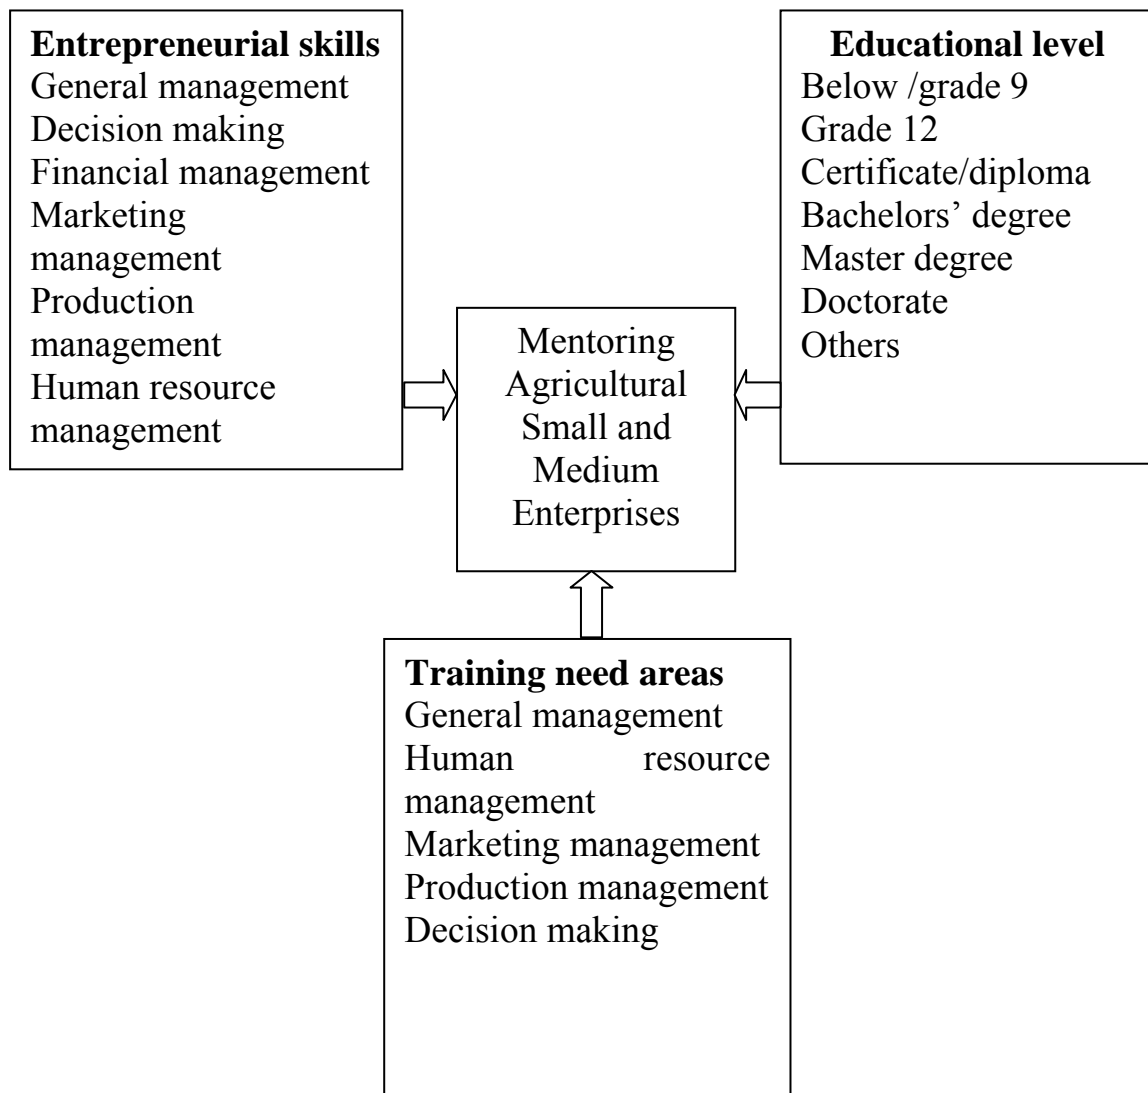 Entrepreneurial skills
General management
Decision making
Financial management
Marketing
management
Production
management
Human resource
management
Educational level
Below /grade 9
Grade 12
Certificate/diploma
Bachelors’ degree
Master degree
Doctorate
Others
Mentoring
Agricultural
Small and
Medium
Enterprises
Training need areas
General management
Human resource
management
Marketing management
Production management
Decision making